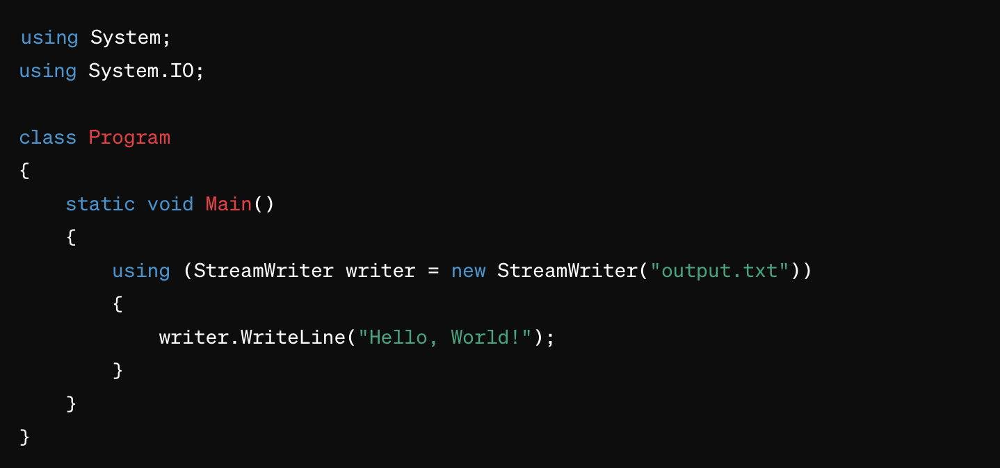 using System;
using System.IO;

class Program
{
    static void Main()
    {
        using (StreamWriter writer = new StreamWriter("output.txt"))
        {
            writer.WriteLine("Hello, World!");
        }
    }
}